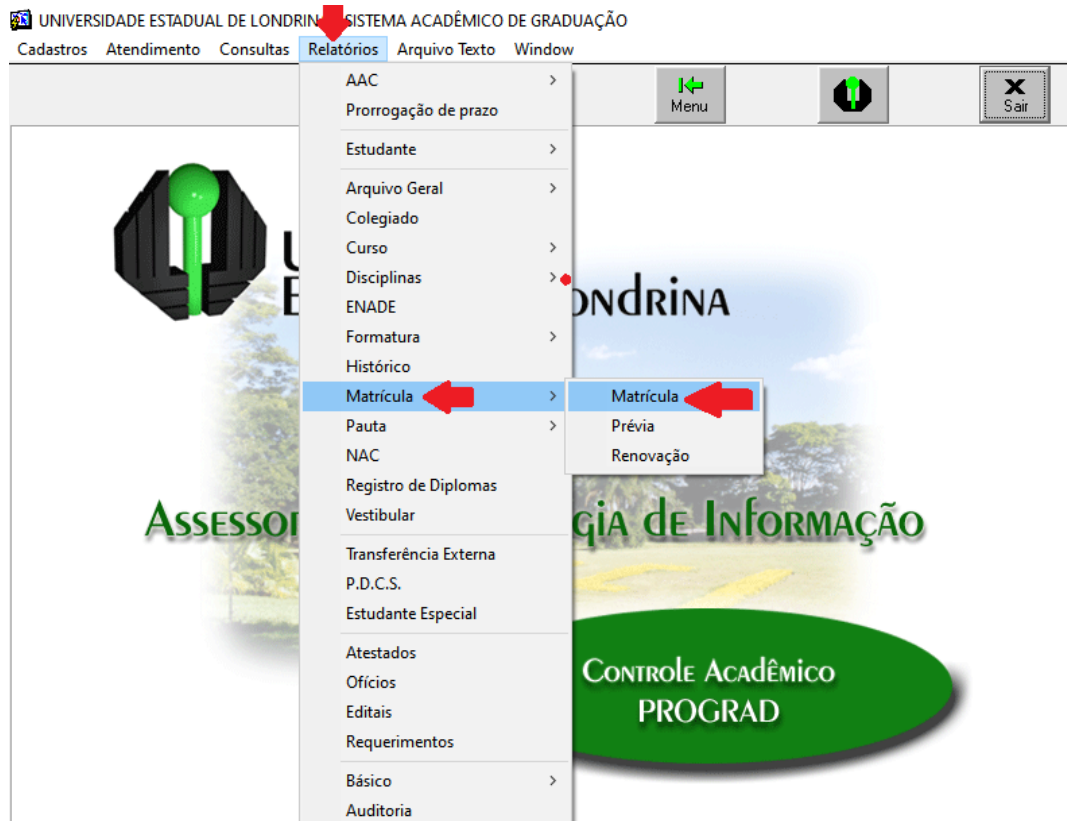 UNIVERSIDADE ESTADUAL DE LONDRIN SISTEMA ACADÊMICO DE GRADUAÇÃO
Cadastros Atendimento Consultas Relatórios Arquivo Texto Window
Menu
Sair
AAC
Prorrogação de prazo
Estudante
Arquivo Geral
Colegiado
Curso
Disciplinas
ENADE
Formatura
Histórico
Matrícula
Pauta
NAC
Registro de Diplomas
Vestibular
Transferência Externa
P.D.C.S.
Estudante Especial
Atestados
Ofícios
Editais
Requerimentos
Básico
Auditoria
Matrícula
Prévia
Renovação
U
E ondrina
Assessor gia de Informação
Controle Acadêmico
PROGRAD